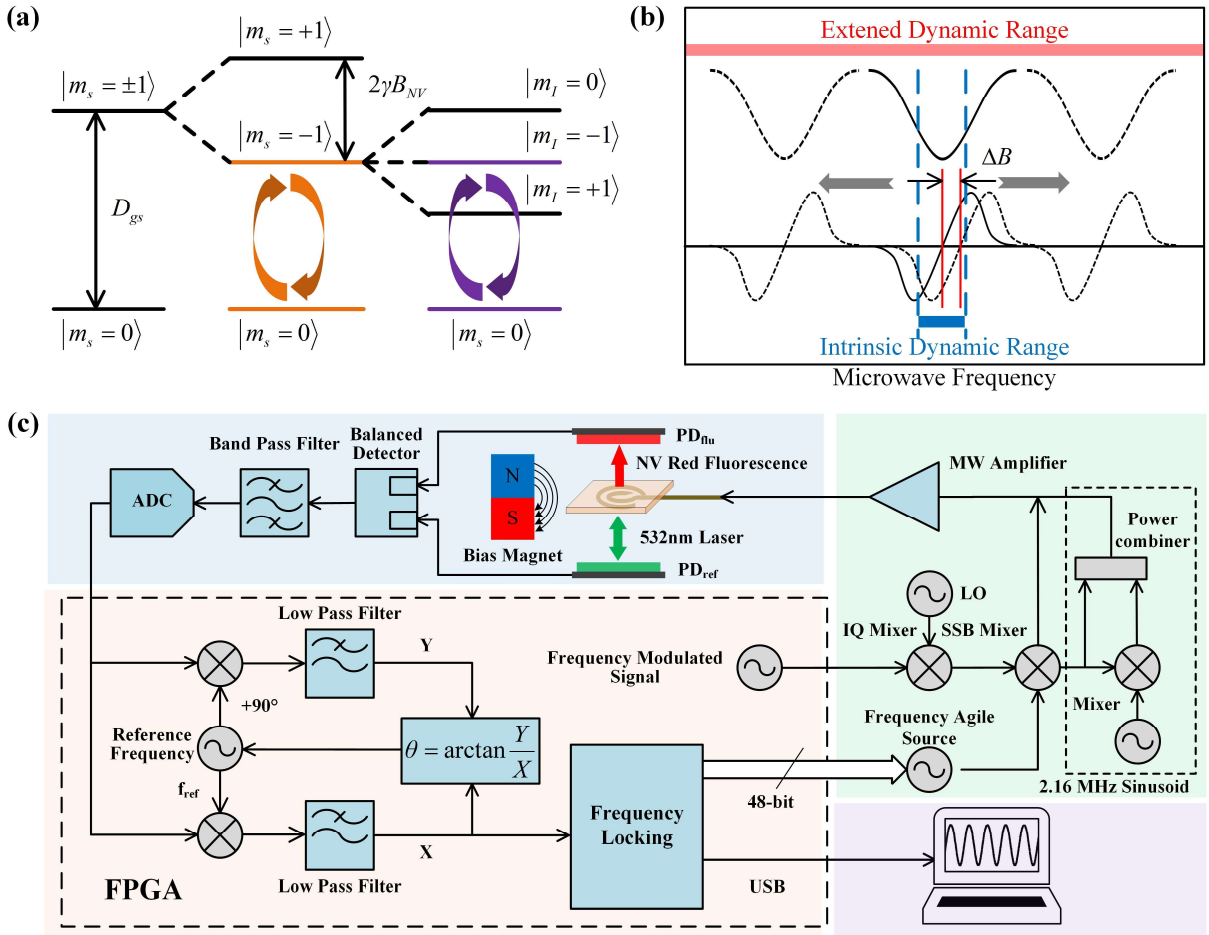 (a)
|m_s = +1⟩
|m_s = ±1⟩
2γB_NV
|m_I = 0⟩
|m_s = −1⟩
|m_I = −1⟩
|m_I = +1⟩
D_gs
|m_s = 0⟩
|m_s = 0⟩
|m_s = 0⟩
(b)
Extened Dynamic Range
ΔB
Intrinsic Dynamic Range
Microwave Frequency
(c)
Band Pass Filter
Balanced
Detector
PD_flu
NV Red Fluorescence
ADC
N
S
Bias Magnet
532nm Laser
PD_ref
MW Amplifier
Power
combiner
LO
IQ Mixer
SSB Mixer
Mixer
Frequency Agile
Source
2.16 MHz Sinusoid
Low Pass Filter
Y
Frequency Modulated
Signal
+90°
Reference
Frequency
θ = arctan Y/X
f_ref
X
Low Pass Filter
Frequency
Locking
48-bit
USB
FPGA